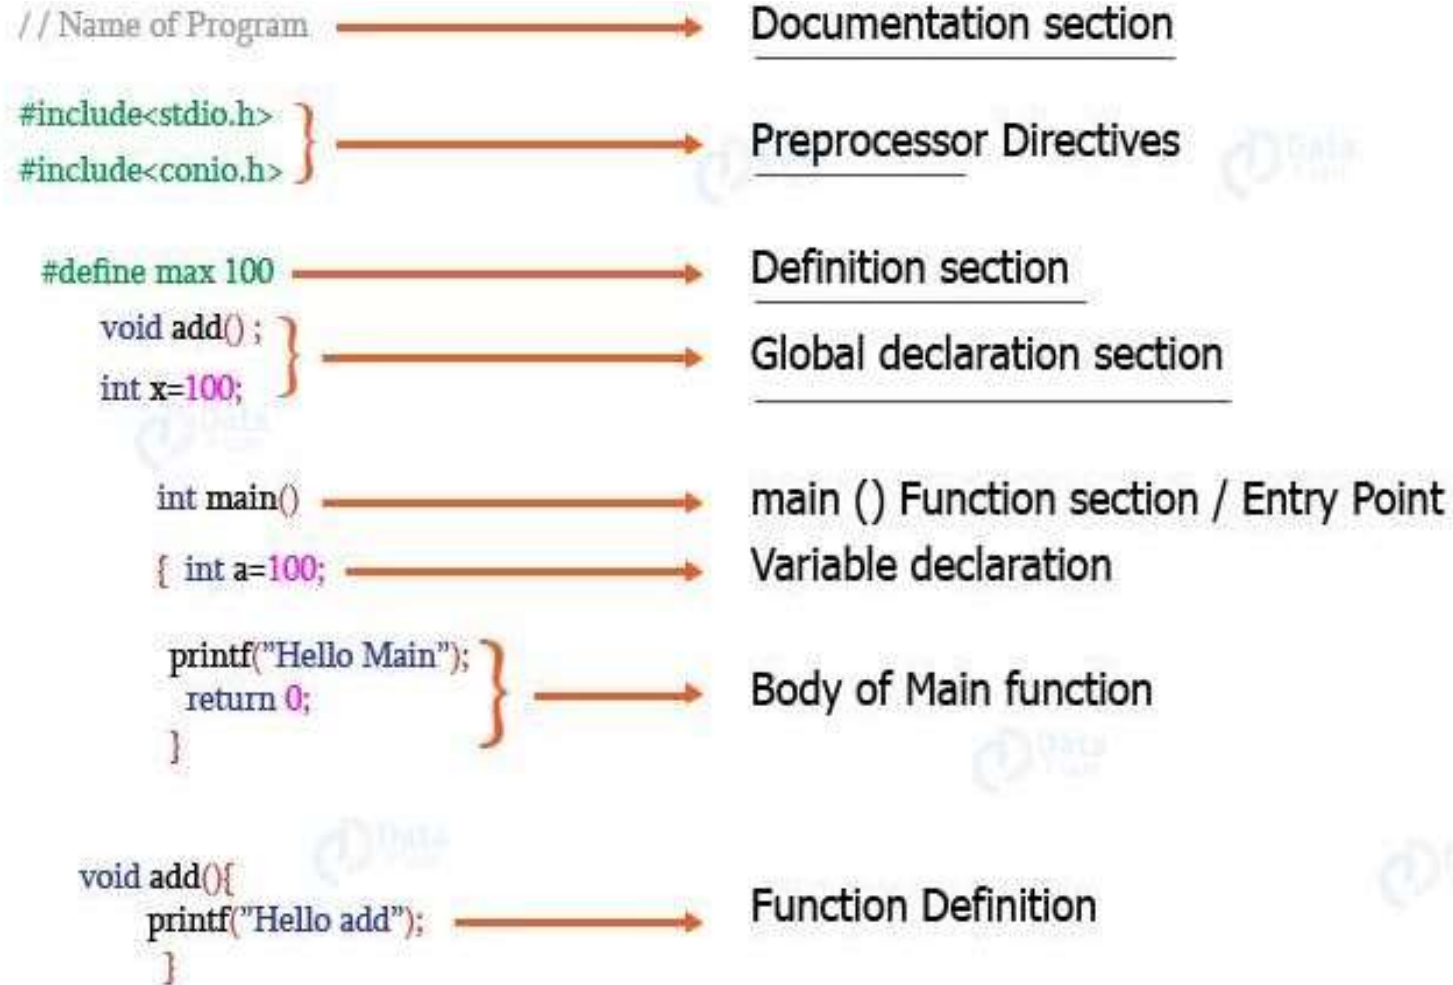 // Name of Program Documentation section
#include<stdio.h>
#include<conio.h>
Preprocessor Directives
#define max 100 Definition section
void add() ;
int x=100;
Global declaration section
int main() main () Function section / Entry Point
{ int a=100; Variable declaration
printf("Hello Main");
return 0;
}
Body of Main function
void add(){
printf("Hello add"); Function Definition
}